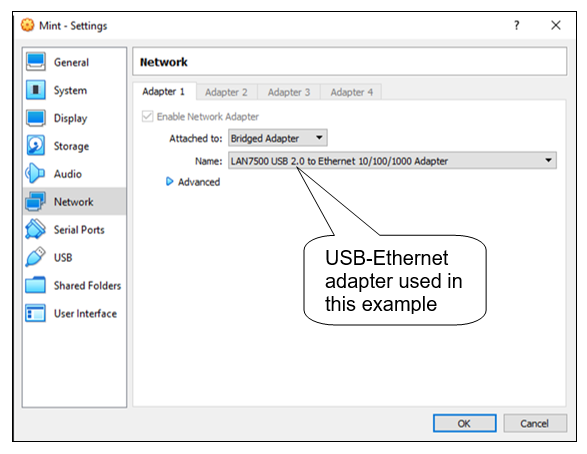 Mint - Settings
?
General
System
Display
Storage
Audio
Network
Serial Ports
USB
Shared Folders
User Interface
Network
Adapter 1 Adapter 2 Adapter 3 Adapter 4
Enable Network Adapter
Attached to: Bridged Adapter
Name: LAN7500 USB 2.0 to Ethernet 10/100/1000 Adapter
Advanced
USB-Ethernet
adapter used in
this example
OK Cancel